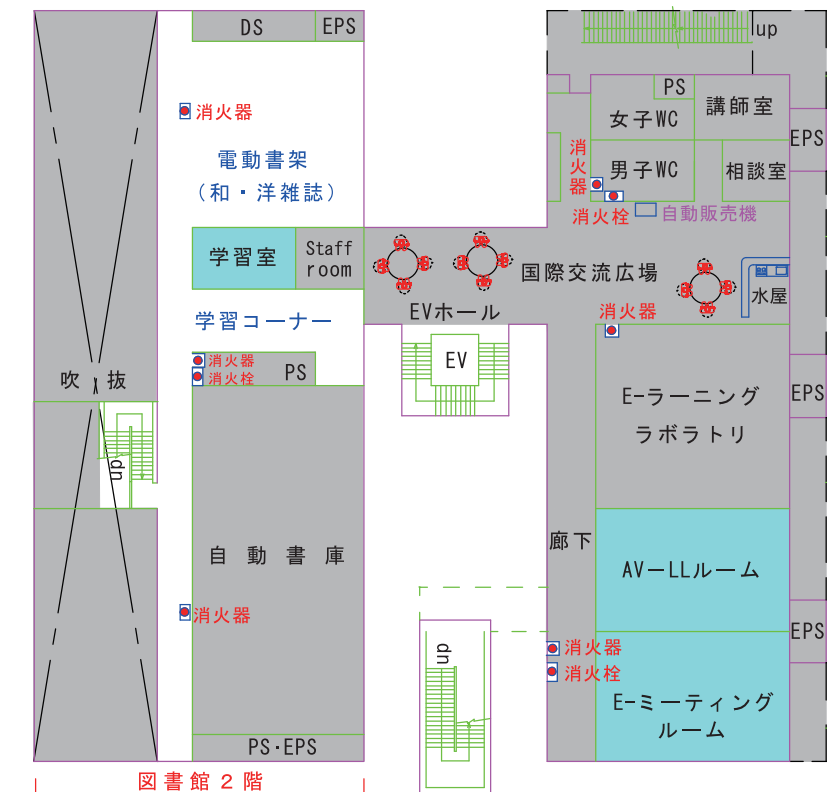 DS
EPS
消火器
電動書架
(和・洋雑誌)
学習室
Staff
room
学習コーナー
消火器
消火栓
PS
吹抜
dn
自動書庫
消火器
PS・EPS
図書館2階
up
PS
女子WC
講師室
EPS
消火器
男子WC
相談室
消火栓
自動販売機
国際交流広場
水屋
EVホール
消火器
EV
E-ラーニング
ラボラトリ
EPS
廊下
AV-LLルーム
EPS
dn
消火器
消火栓
E-ミーティング
ルーム